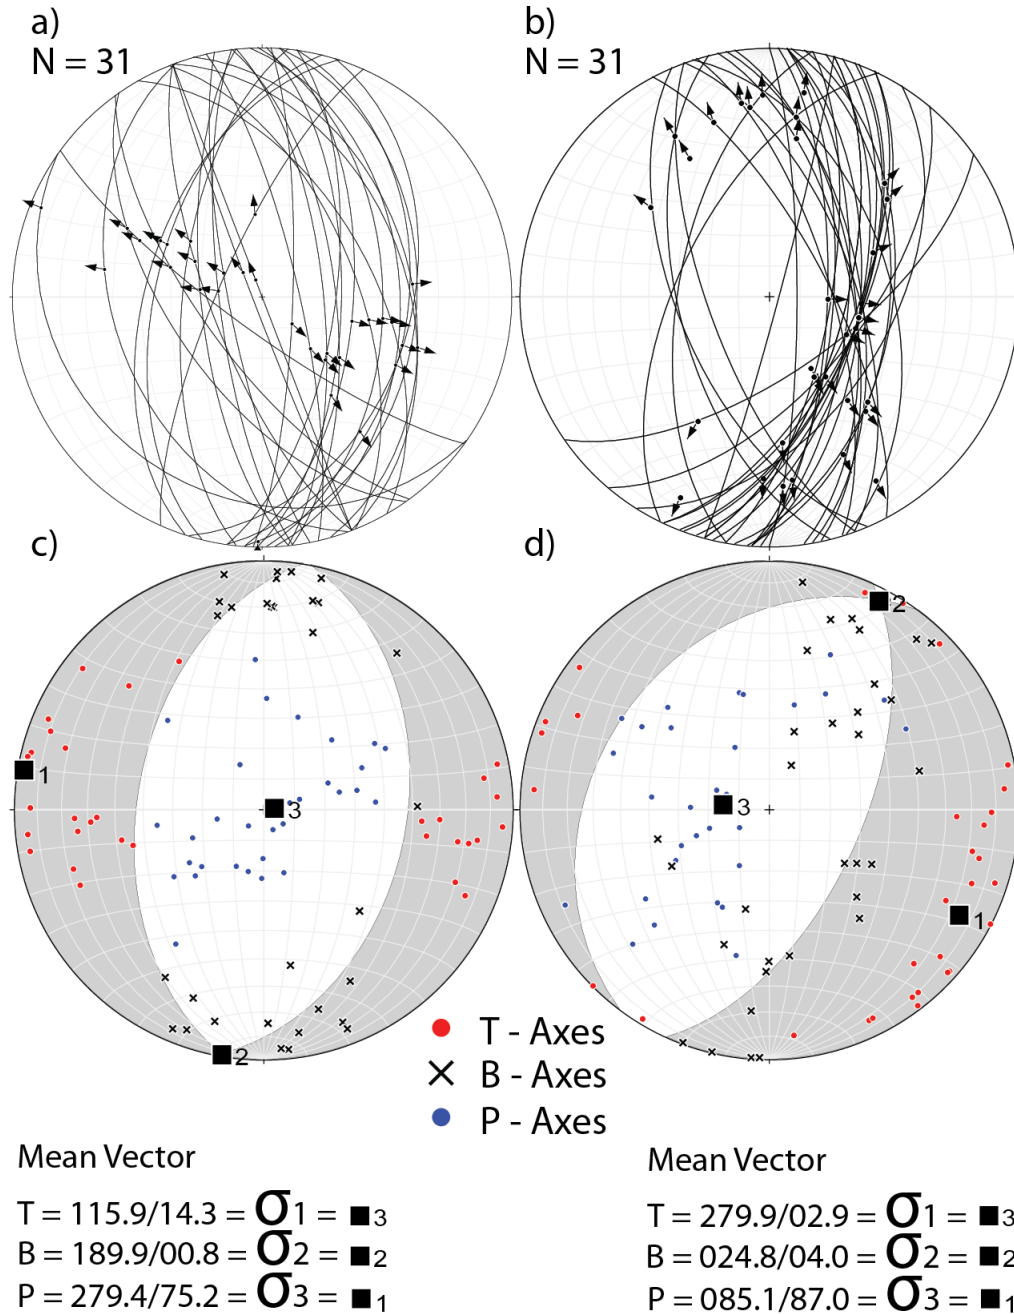 a)
N = 31
b)
N = 31
c)
d)
1
3
2
2
3
1
T - Axes
B - Axes
P - Axes
Mean Vector
T = 115.9/14.3 = σ1 = ■3
B = 189.9/00.8 = σ2 = ■2
P = 279.4/75.2 = σ3 = ■1
Mean Vector
T = 279.9/02.9 = σ1 = ■3
B = 024.8/04.0 = σ2 = ■2
P = 085.1/87.0 = σ3 = ■1